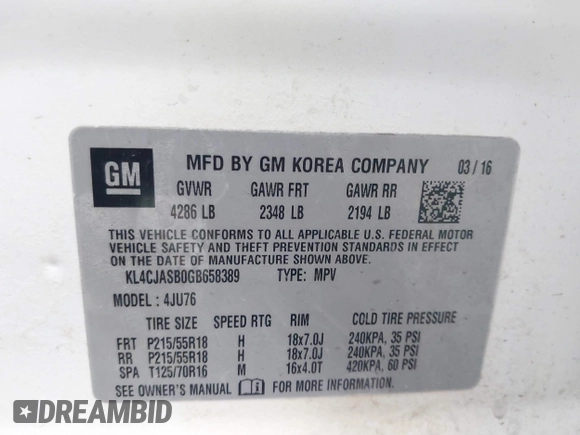 GM
MFD BY GM KOREA COMPANY 03/16
GVWR GAWR FRT GAWR RR
4286 LB 2348 LB 2194 LB
THIS VEHICLE CONFORMS TO ALL APPLICABLE U.S. FEDERAL MOTOR
VEHICLE SAFETY AND THEFT PREVENTION STANDARDS IN EFFECT
ON THE DATE OF MANUFACTURE SHOWN ABOVE.
KL4CJASB0GB658389 TYPE: MPV
MODEL : 4JU76
TIRE SIZE SPEED RTG RIM COLD TIRE PRESSURE
FRT P215/55R18 H 18x7.0J 240KPA, 35 PSI
RR P215/55R18 H 18x7.0J 240KPA, 35 PSI
SPA T125/70R16 M 16x4.0T 420KPA, 60 PSI
SEE OWNER'S MANUAL FOR MORE INFORMATION.
DREAMBID